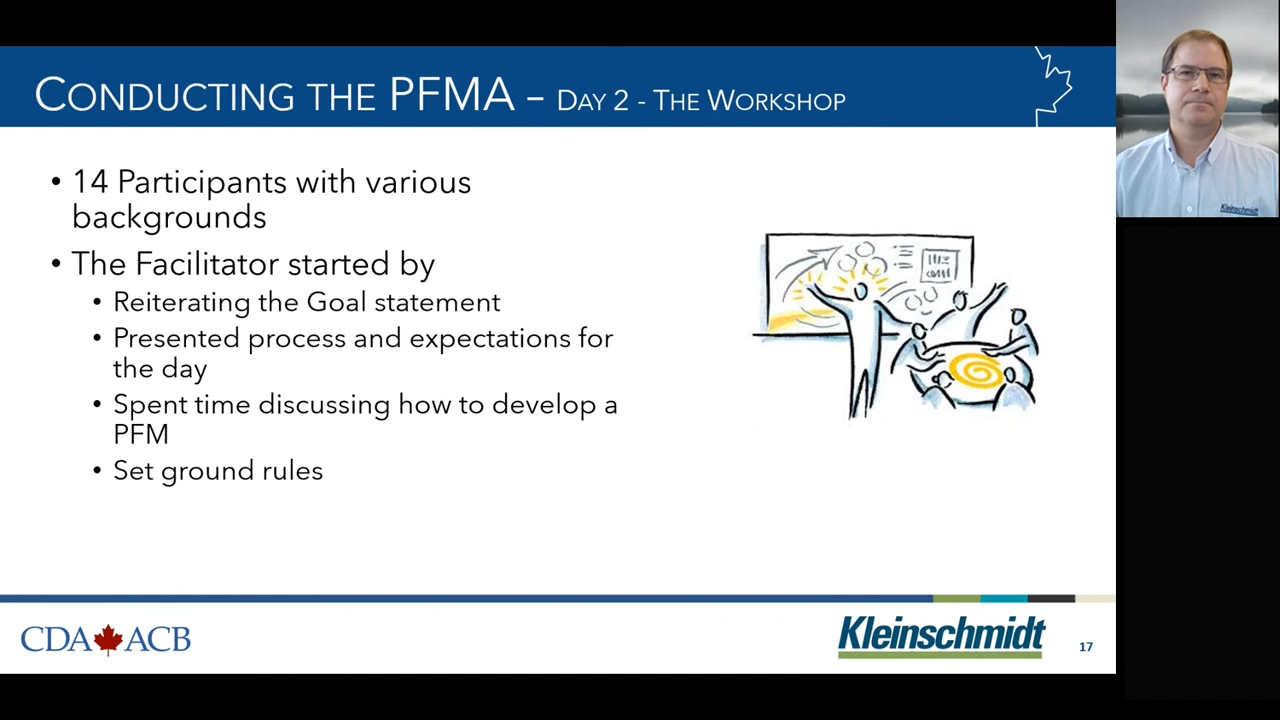 CONDUCTING THE PFMA – DAY 2 - THE WORKSHOP
• 14 Participants with various
backgrounds
• The Facilitator started by
• Reiterating the Goal statement
• Presented process and expectations for
the day
• Spent time discussing how to develop a
PFM
• Set ground rules
CDA ACB
Kleinschmidt
17
Kleinschmidt